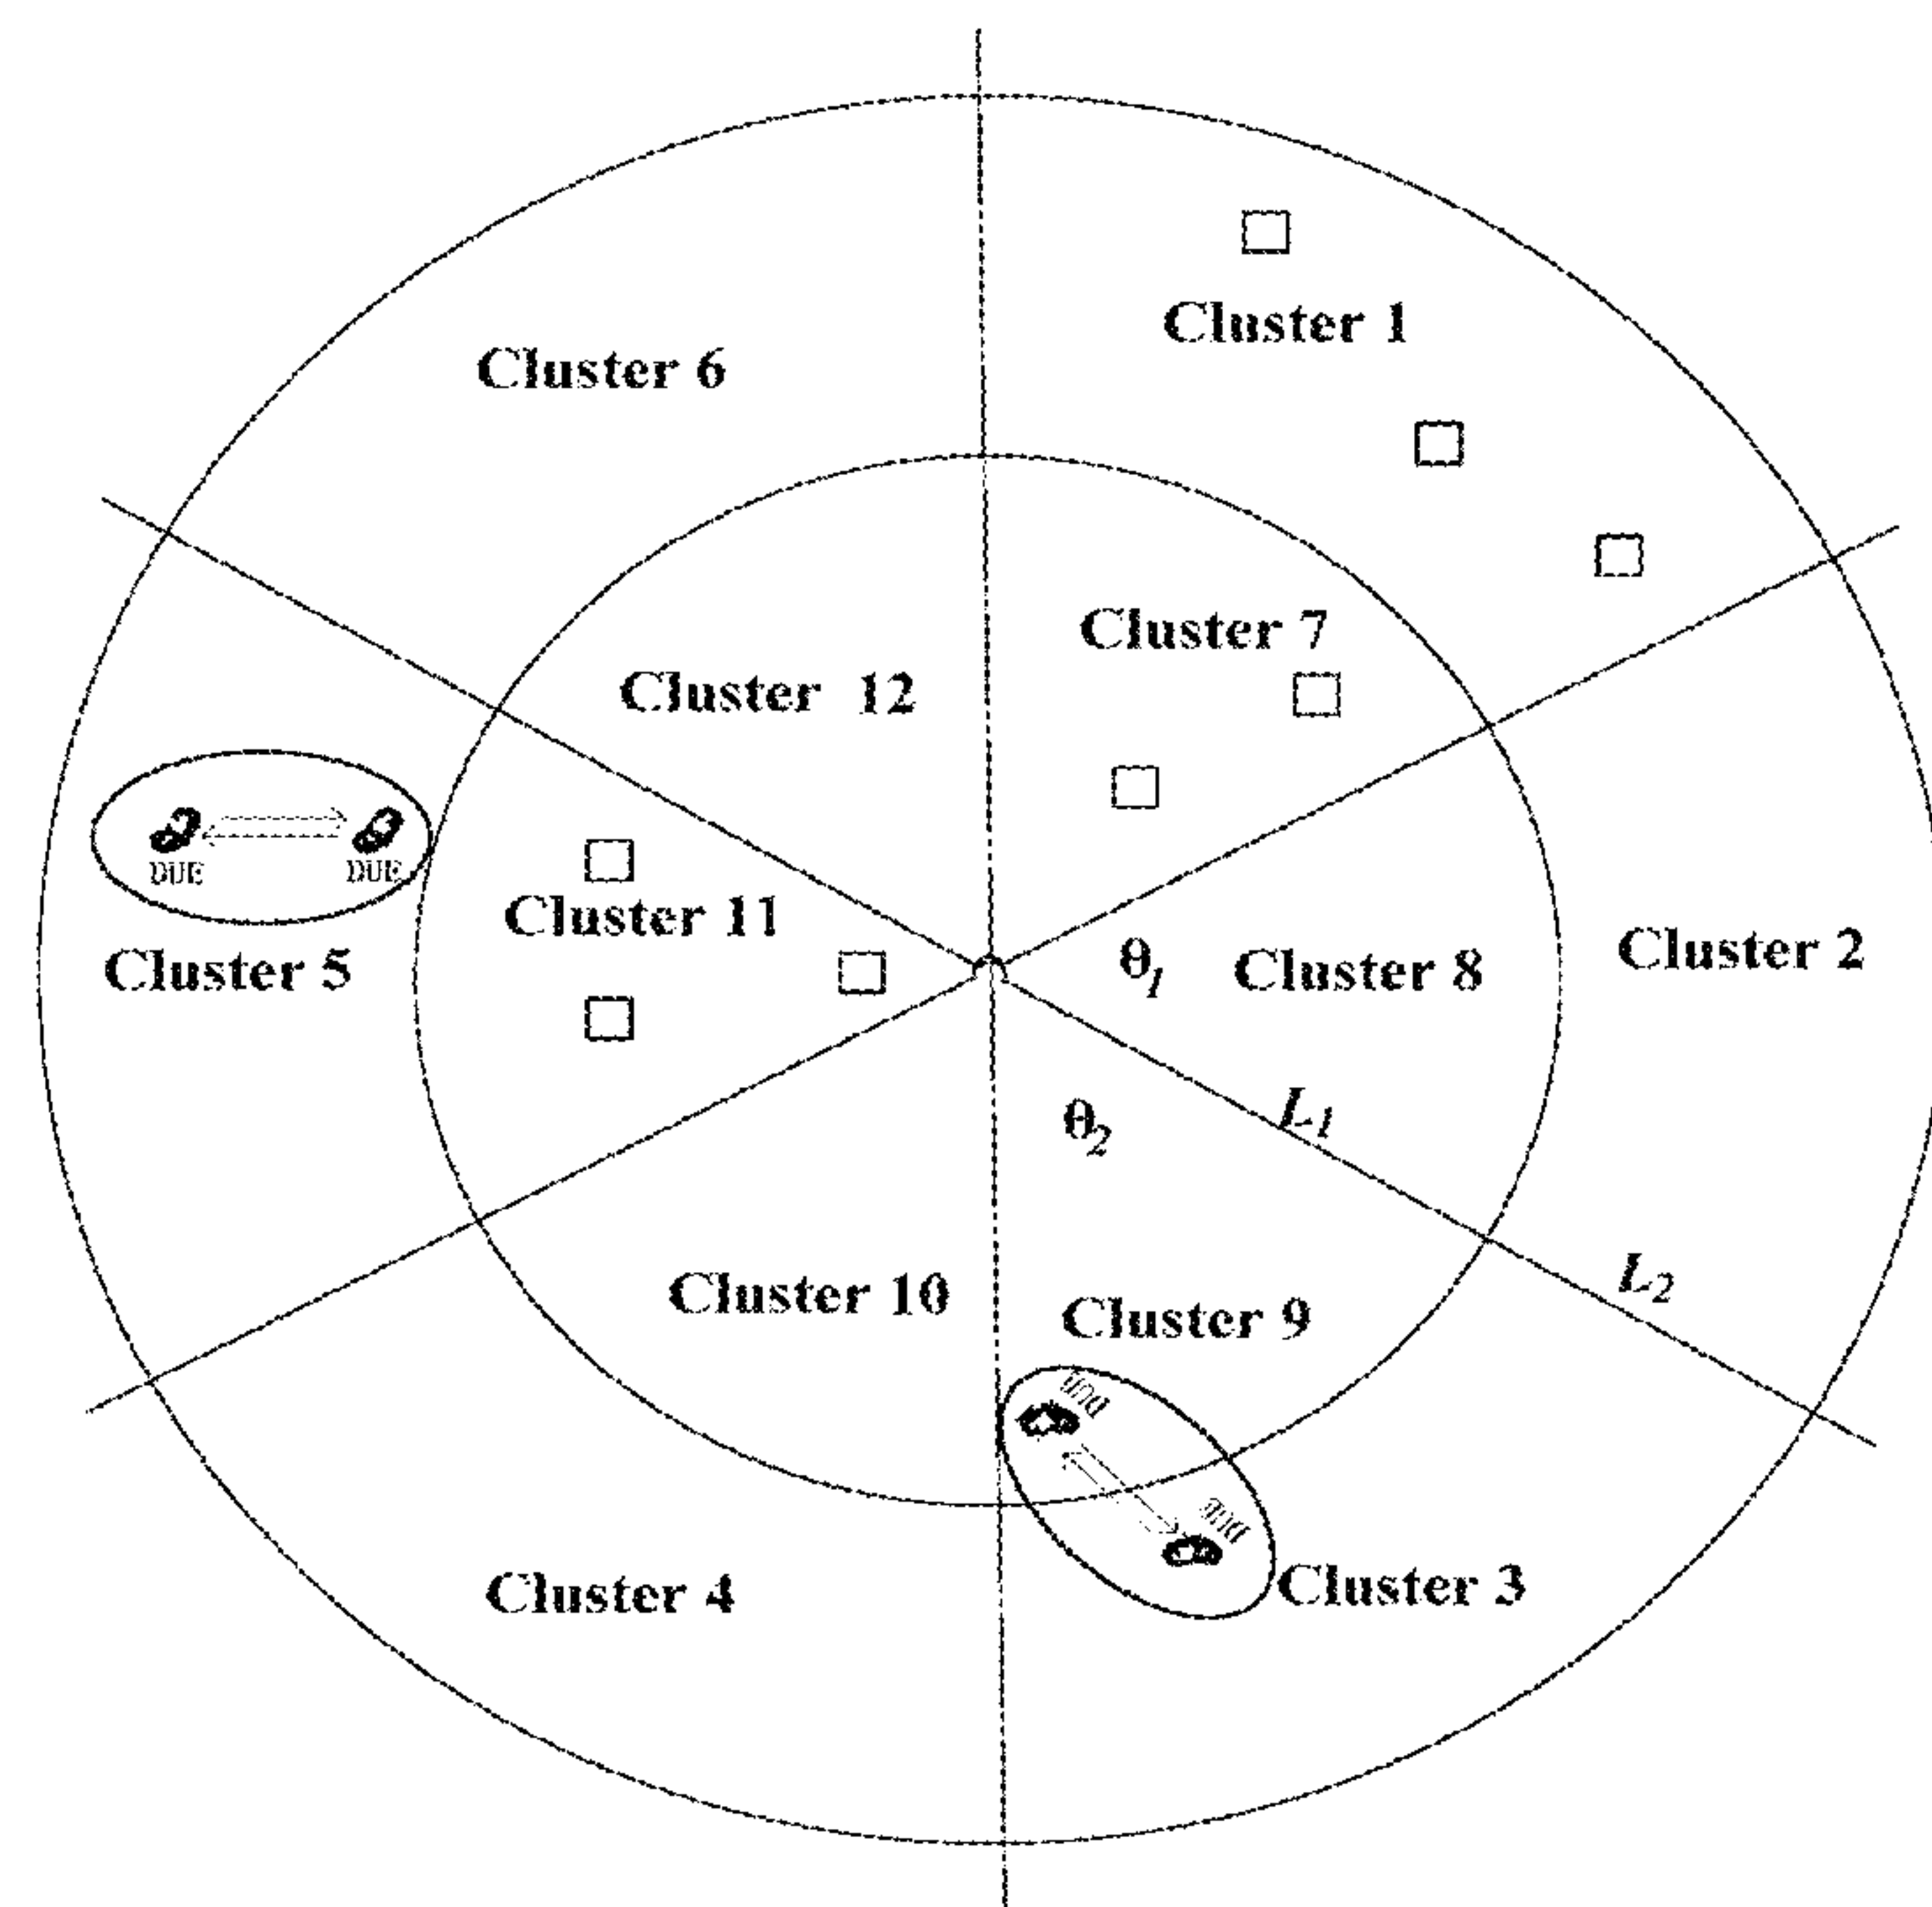 Cluster 1
Cluster 6
Cluster 7
Cluster 12
DUE
DUE
Cluster 11
Cluster 5
θ1
Cluster 8
Cluster 2
L1
θ2
L2
Cluster 10
Cluster 9
DUE
DUE
Cluster 4
Cluster 3